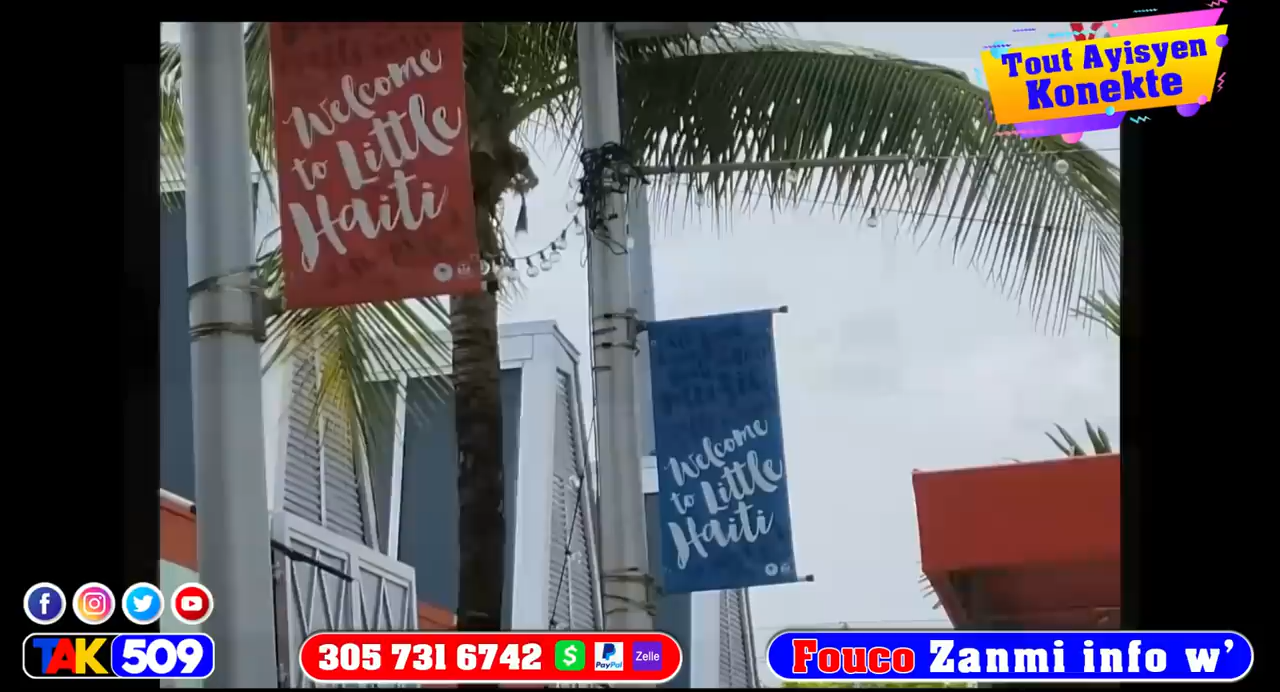 Welcome
to Little
Haiti
Tout Ayisyen
Konekte
Welcome
to Little
Haiti
TAK 509
305 731 6742 $ PayPal Zelle
Fouco Zanmi info w'